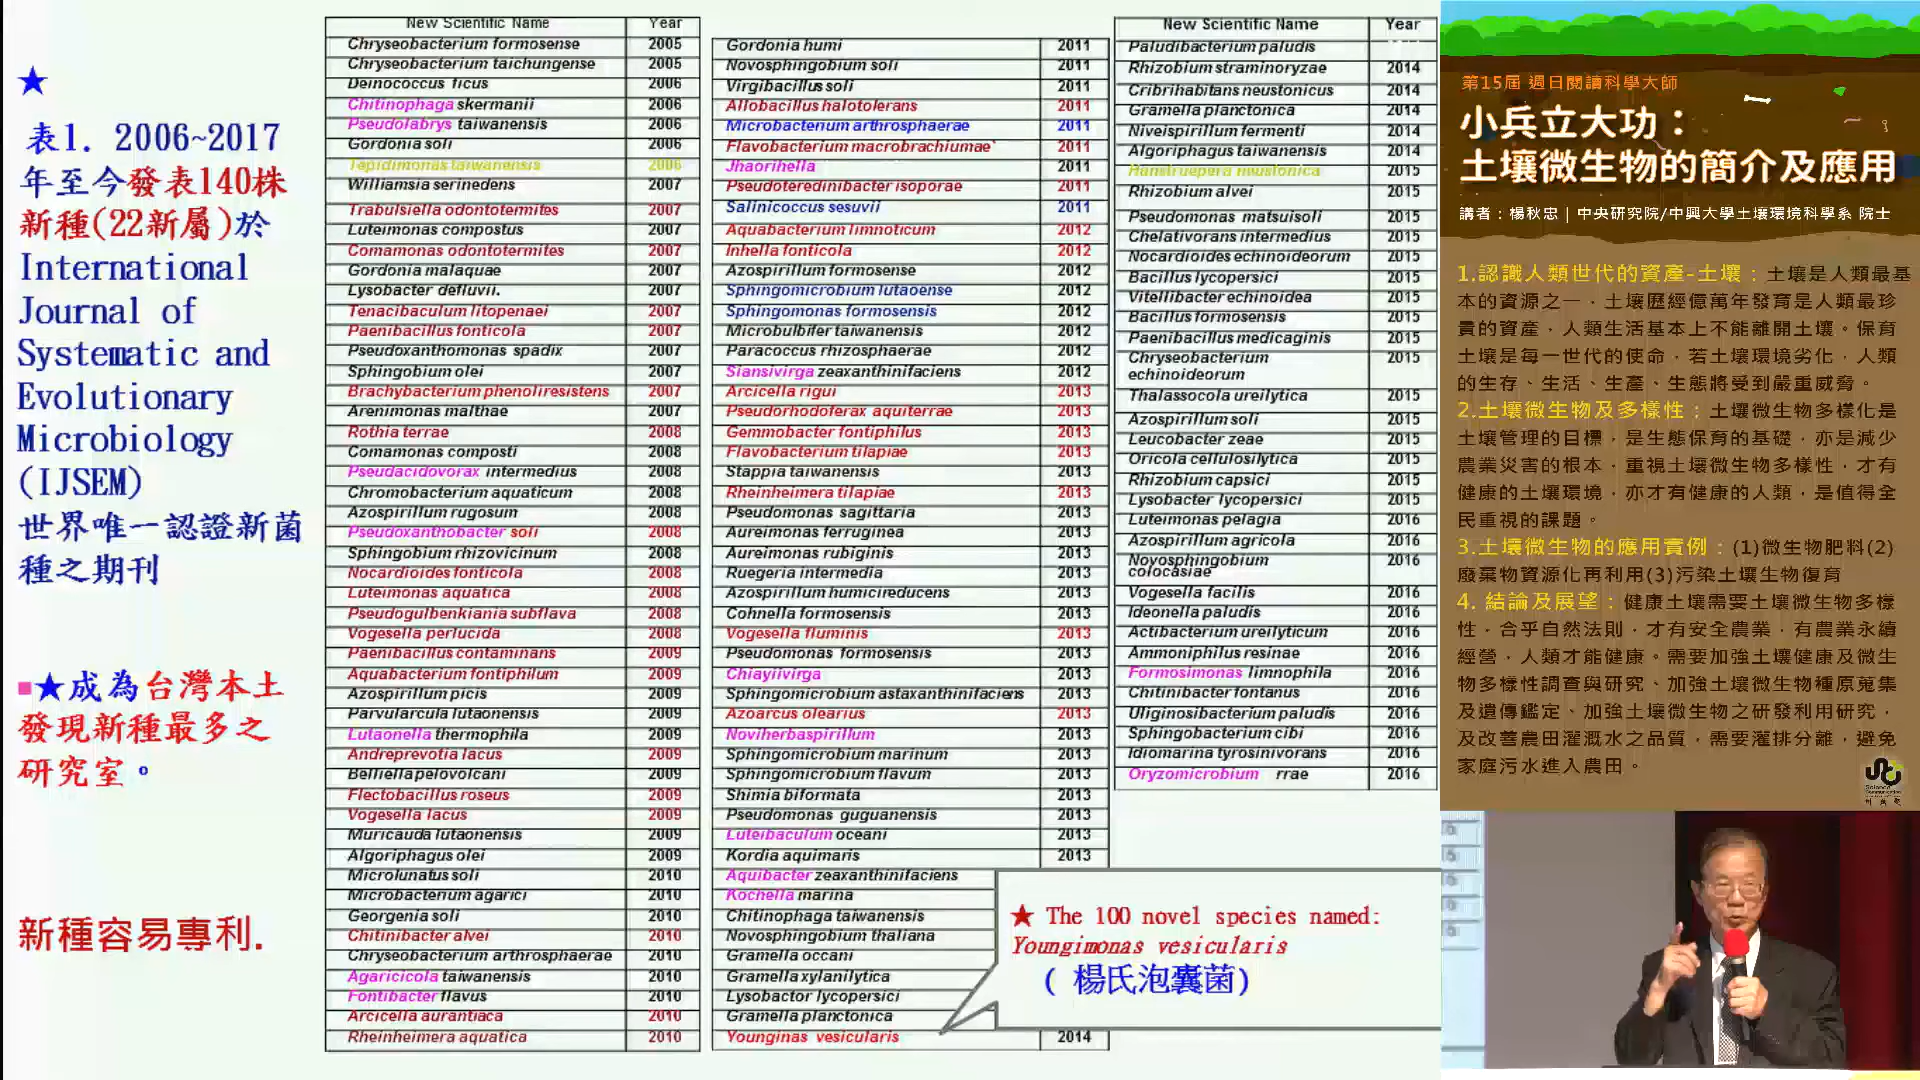 ★
表1. 2006~2017
年至今發表140株
新種(22新屬)於
International
Journal of
Systematic and
Evolutionary
Microbiology
(IJSEM)
世界唯一認證新菌
種之期刊
★成為台灣本土
發現新種最多之
研究室。
新種容易專利.
New Scientific Name Year
Chryseobacterium formosense 2005
Chryseobacterium taichungense 2005
Deinococcus ficus 2006
Chitinophaga skermanii 2006
Pseudolabrys taiwanensis 2006
Gordonia soli 2006
Tepidimonas taiwanensis 2006
Williamsia serinedens 2007
Trabulsiella odontotermites 2007
Luteimonas compostus 2007
Comamonas odontotermites 2007
Gordonia malaquae 2007
Lysobacter defluvii. 2007
Tenacibaculum litopenaei 2007
Paenibacillus fonticola 2007
Pseudoxanthomonas spadix 2007
Sphingobium olei 2007
Brachybacterium phenoliresistens 2007
Arenimonas malthae 2007
Rothia terrae 2008
Comamonas composti 2008
Pseudacidovorax intermedius 2008
Chromobacterium aquaticum 2008
Azospirillum rugosum 2008
Pseudoxanthobacter soli 2008
Sphingobium rhizovicinum 2008
Nocardioides fonticola 2008
Luteimonas aquatica 2008
Pseudogulbenkiania subflava 2008
Vogesella perlucida 2008
Paenibacillus contaminans 2009
Aquabacterium fontiphilum 2009
Azospirillum picis 2009
Parvularcula lutaonensis 2009
Lutaonella thermophila 2009
Andreprevotia lacus 2009
Belliella pelovolcani 2009
Flectobacillus roseus 2009
Vogesella lacus 2009
Muricauda lutaonensis 2009
Algoriphagus olei 2009
Microlunatus soli 2010
Microbacterium agarici 2010
Georgenia soli 2010
Chitinibacter alvei 2010
Chryseobacterium arthrosphaerae 2010
Agaricicola taiwanensis 2010
Fontibacter flavus 2010
Arcicella aurantiaca 2010
Rheinheimera aquatica 2010
Gordonia humi 2011
Novosphingobium soli 2011
Virgibacillus soli 2011
Allobacillus halotolerans 2011
Microbacterium arthrosphaerae 2011
Flavobacterium macrobrachiumae` 2011
Jhaorihella 2011
Pseudoteredinibacter isoporae 2011
Salinicoccus sesuvii 2011
Aquabacterium limnoticum 2012
Inhella fonticola 2012
Azospirillum formosense 2012
Sphingomicrobium lutaoense 2012
Sphingomonas formosensis 2012
Microbulbifer taiwanensis 2012
Paracoccus rhizosphaerae 2012
Siansivirga zeaxanthinifaciens 2012
Arcicella rigui 2013
Pseudorhodoferax aquiterrae 2013
Gemmobacter fontiphilus 2013
Flavobacterium tilapiae 2013
Stappia taiwanensis 2013
Rheinheimera tilapiae 2013
Pseudomonas sagittaria 2013
Aureimonas ferruginea 2013
Aureimonas rubiginis 2013
Ruegeria intermedia 2013
Azospirillum humicireducens 2013
Cohnella formosensis 2013
Vogesella fluminis 2013
Pseudomonas formosensis 2013
Chiayiivirga 2013
Sphingomicrobium astaxanthinifaciens 2013
Azoarcus olearius 2013
Noviherbaspirillum 2013
Sphingomicrobium marinum 2013
Sphingomicrobium flavum 2013
Shimia biformata 2013
Pseudomonas guguanensis 2013
Luteibaculum oceani 2013
Kordia aquimaris 2013
Aquibacter zeaxanthinifaciens
Kochella marina
Chitinophaga taiwanensis
Novosphingobium thaliana
Gramella occani
Gramella xylanilytica
Lysobactor lycopersici
Gramella planctonica
Younginas vesicularis 2014
New Scientific Name Year
Paludibacterium paludis
Rhizobium straminoryzae 2014
Cribrihabitans neustonicus 2014
Gramella planctonica 2014
Niveispirillum fermenti 2014
Algoriphagus taiwanensis 2014
Hanstruepera neustonica 2015
Rhizobium alvei 2015
Pseudomonas matsuisoli 2015
Chelativorans intermedius 2015
Nocardioides echinoideorum 2015
Bacillus lycopersici 2015
Vitellibacter echinoidea 2015
Bacillus formosensis 2015
Paenibacillus medicaginis 2015
Chryseobacterium 2015
echinoideorum
Thalassocola ureilytica 2015
Azospirillum soli 2015
Leucobacter zeae 2015
Oricola cellulosilytica 2015
Rhizobium capsici 2015
Lysobacter lycopersici 2015
Luteimonas pelagia 2016
Azospirillum agricola 2016
Novosphingobium 2016
colocasiae
Vogesella facilis 2016
Ideonella paludis 2016
Actibacterium ureilyticum 2016
Ammoniphilus resinae 2016
Formosimonas limnophila 2016
Chitinibacter fontanus 2016
Uliginosibacterium paludis 2016
Sphingobacterium cibi 2016
Idiomarina tyrosinivorans 2016
Oryzomicrobium rrae 2016
★ The 100 novel species named:
Youngimonas vesicularis
( 楊氏泡囊菌)
第15屆 週日閱讀科學大師
小兵立大功：
土壤微生物的簡介及應用
講者：楊秋忠｜中央研究院/中興大學土壤環境科學系 院士
1.認識人類世代的資產-土壤：土壤是人類最基
本的資源之一，土壤歷經億萬年發育是人類最珍
貴的資產，人類生活基本上不能離開土壤。保育
土壤是每一世代的使命，若土壤環境劣化，人類
的生存、生活、生產、生態將受到嚴重威脅。
2.土壤微生物及多樣性：土壤微生物多樣化是
土壤管理的目標，是生態保育的基礎，亦是減少
農業災害的根本，重視土壤微生物多樣性，才有
健康的土壤環境，亦才有健康的人類，是值得全
民重視的課題。
3.土壤微生物的應用實例：(1)微生物肥料(2)
廢棄物資源化再利用(3)污染土壤生物復育
4. 結論及展望：健康土壤需要土壤微生物多樣
性，合乎自然法則，才有安全農業，有農業永續
經營，人類才能健康。需要加強土壤健康及微生
物多樣性調查與研究、加強土壤微生物種原蒐集
及遺傳鑑定、加強土壤微生物之研發利用研究，
及改善農田灌溉水之品質，需要灌排分離，避免
家庭污水進入農田。